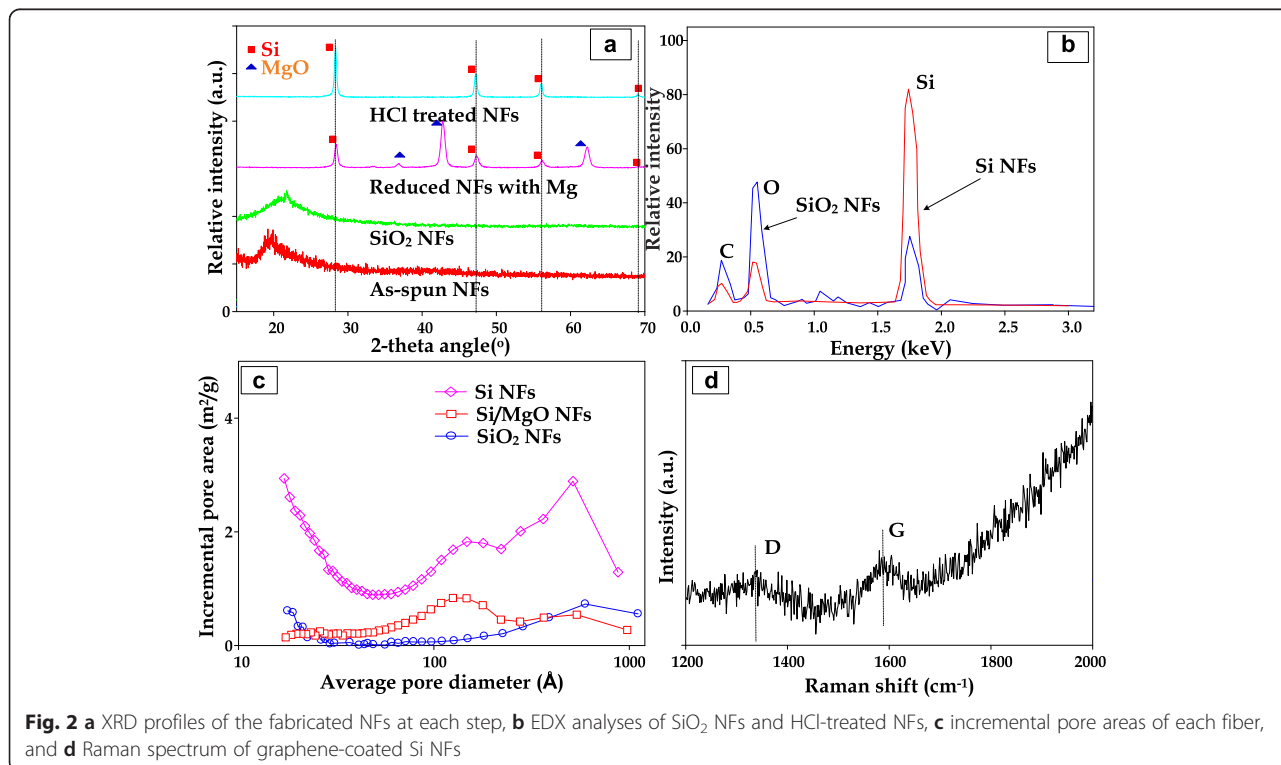 a
Si
MgO
HCl treated NFs
Reduced NFs with Mg
SiO₂ NFs
As-spun NFs
Relative intensity (a.u.)
0
20
30
40
50
60
70
2-theta angle(°)
b
100
80
60
40
20
0
Relative intensity
Si
O
C
SiO₂ NFs
Si NFs
0.0
0.5
1.0
1.5
2.0
2.5
3.0
Energy (keV)
c
Si NFs
Si/MgO NFs
SiO₂ NFs
4
2
0
Incremental pore area (m²/g)
10
100
1000
Average pore diameter (Å)
d
D
G
Intensity (a.u.)
1200
1400
1600
1800
2000
Raman shift (cm⁻¹)
Fig. 2 a XRD profiles of the fabricated NFs at each step, b EDX analyses of SiO₂ NFs and HCl-treated NFs, c incremental pore areas of each fiber,
and d Raman spectrum of graphene-coated Si NFs